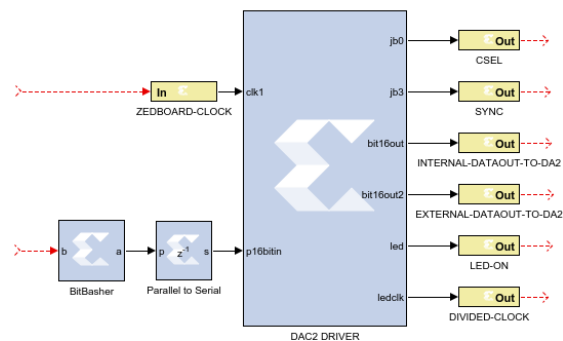 jb0
Out
CSEL
In
clk1
ZEDBOARD-CLOCK
jb3
Out
SYNC
bit16out
Out
INTERNAL-DATAOUT-TO-DA2
bit16out2
Out
EXTERNAL-DATAOUT-TO-DA2
b
a
BitBasher
p
z⁻¹
s
Parallel to Serial
p16bitin
led
Out
LED-ON
ledclk
Out
DIVIDED-CLOCK
DAC2 DRIVER